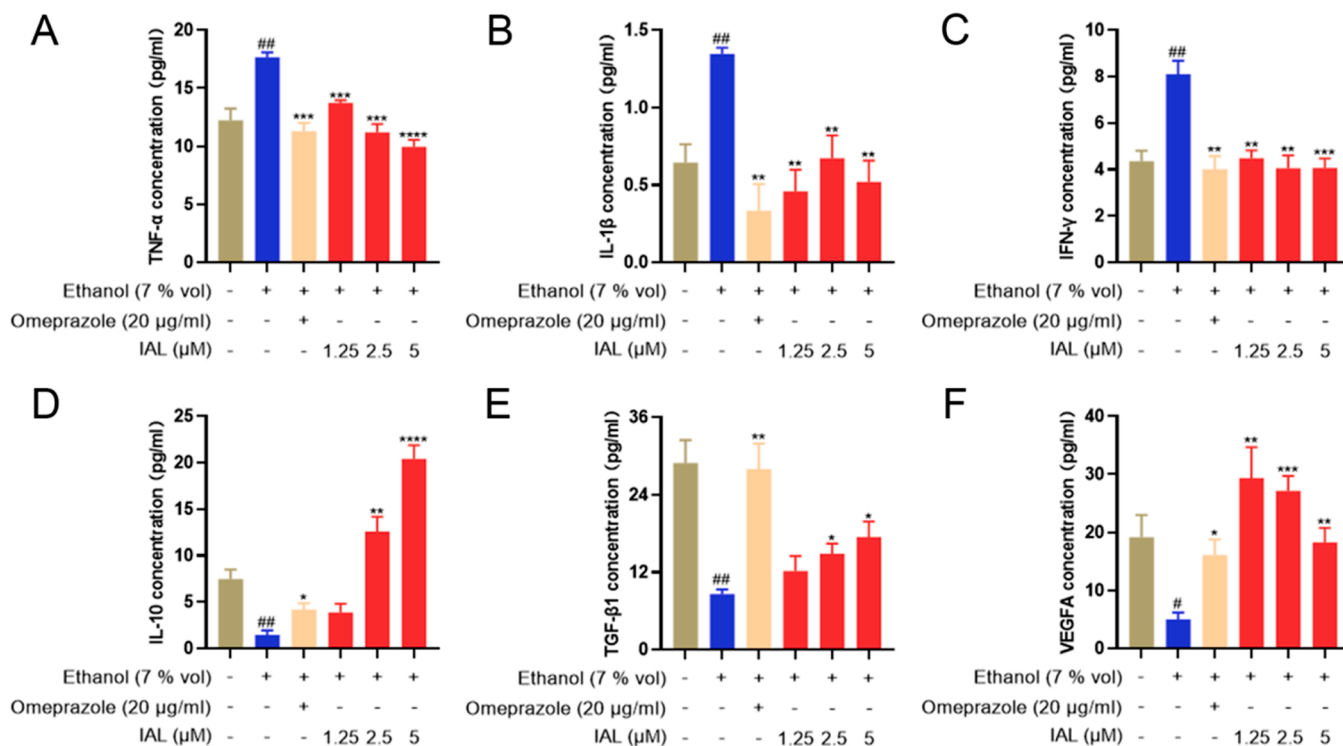 A
TNF-α concentration (pg/ml)
20
15
10
5
0
##
***
***
***
****
Ethanol (7 % vol) - + + + + +
Omeprazole (20 µg/ml) - - + - - -
IAL (µM) - - - 1.25 2.5 5
B
IL-1β concentration (pg/ml)
1.5
1.0
0.5
0.0
##
**
**
**
**
Ethanol (7 % vol) - + + + + +
Omeprazole (20 µg/ml) - - + - - -
IAL (µM) - - - 1.25 2.5 5
C
IFN-γ concentration (pg/ml)
10
8
6
4
2
0
##
**
**
**
***
Ethanol (7 % vol) - + + + + +
Omeprazole (20 µg/ml) - - + - - -
IAL (µM) - - - 1.25 2.5 5
D
IL-10 concentration (pg/ml)
25
20
15
10
5
0
##
*
**
****
Ethanol (7 % vol) - + + + + +
Omeprazole (20 µg/ml) - - + - - -
IAL (µM) - - - 1.25 2.5 5
E
TGF-β1 concentration (pg/ml)
36
24
12
0
##
**
*
*
Ethanol (7 % vol) - + + + + +
Omeprazole (20 µg/ml) - - + - - -
IAL (µM) - - - 1.25 2.5 5
F
VEGFA concentration (pg/ml)
40
30
20
10
0
#
*
**
***
**
Ethanol (7 % vol) - + + + + +
Omeprazole (20 µg/ml) - - + - - -
IAL (µM) - - - 1.25 2.5 5